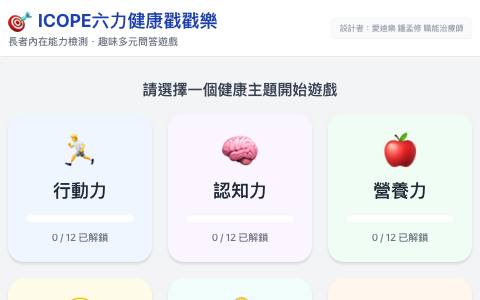 ICOPE六力健康戳戳樂
長者內在能力檢測 · 趣味多元問答遊戲
設計者：愛迪樂 鍾孟修 職能治療師
請選擇一個健康主題開始遊戲
行動力
認知力
營養力
0 / 12 已解鎖
0 / 12 已解鎖
0 / 12 已解鎖